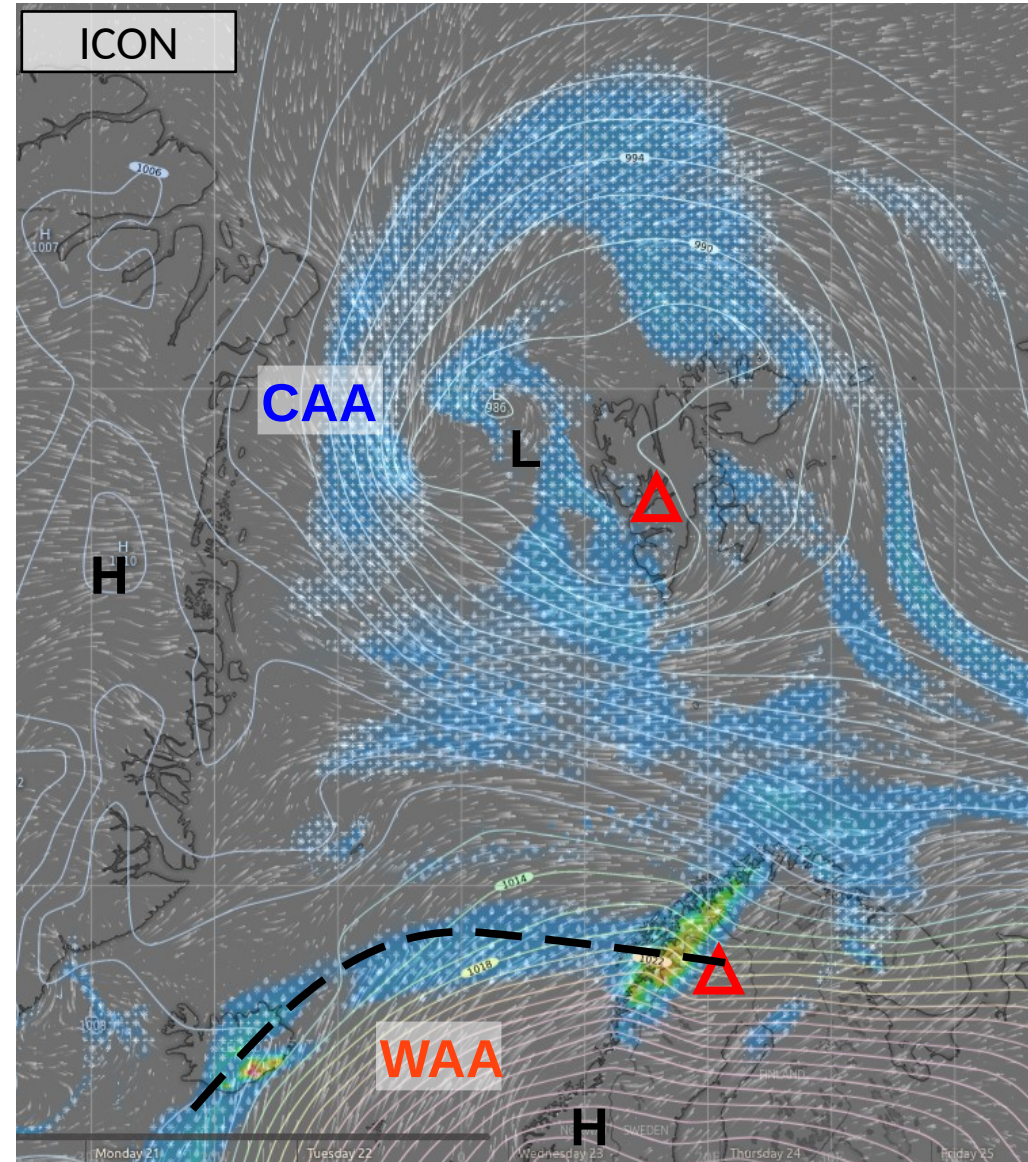 ICON
1006
994
H
1007
990
CAA
986
L
H
H
1014
1022
1018
1008
WAA
FINLAND
H
SWEDEN
Monday 21
Tuesday 22
Wednesday 23
Thursday 24
Friday 25